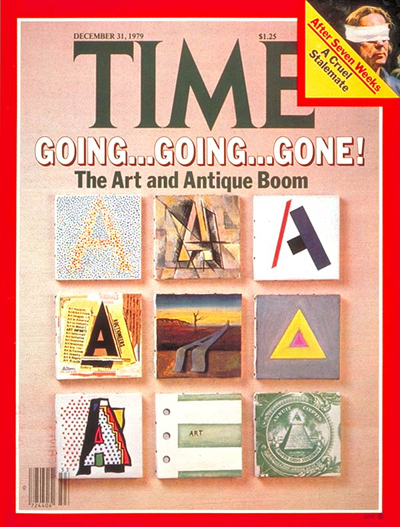 DECEMBER 31, 1979
$1.25
TIME
After Seven Weeks
A Cruel
Stalemate
GOING...GOING...GONE!
The Art and Antique Boom
A
A
A
A
A
A
A
ART
724404